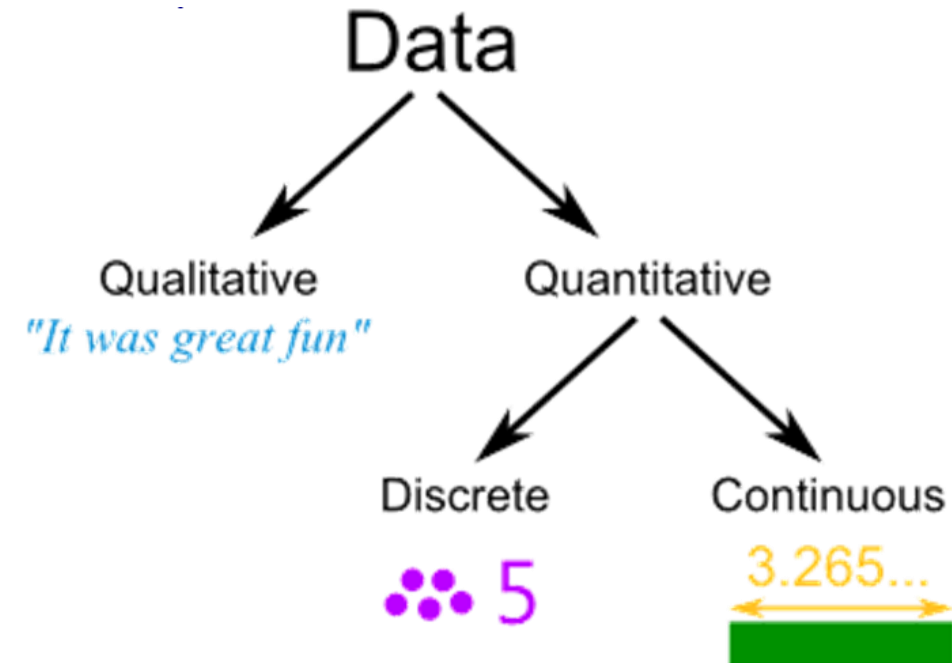 Data
Qualitative
Quantitative
"It was great fun"
Discrete
Continuous
5
3.265...